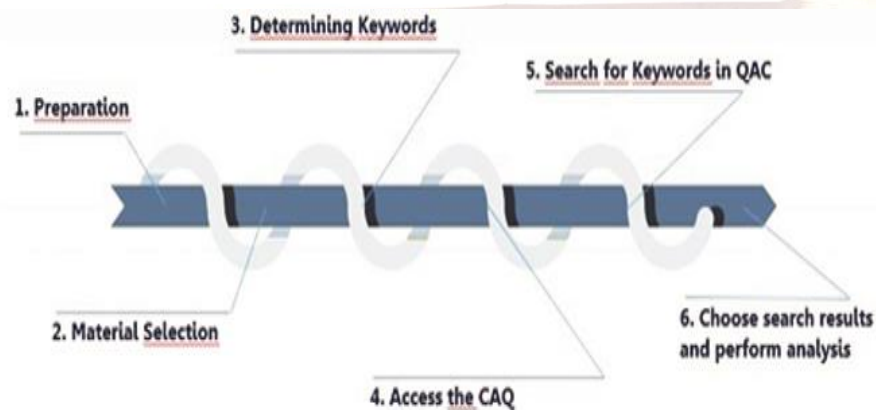 1. Preparation
2. Material Selection
3. Determining Keywords
4. Access the CAQ
5. Search for Keywords in QAC
6. Choose search results
and perform analysis